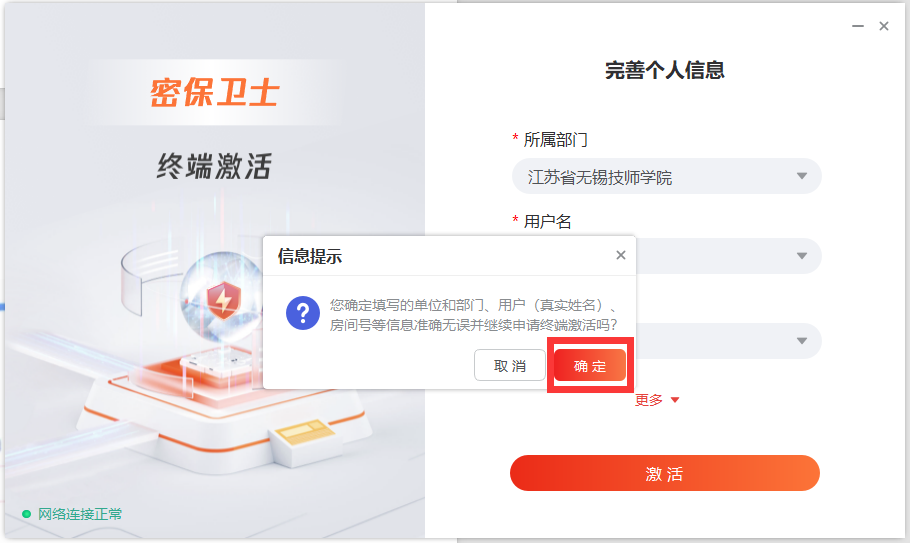 密保卫士
终端激活
网络连接正常
完善个人信息
* 所属部门
江苏省无锡技师学院
* 用户名
信息提示
您确定填写的单位和部门、用户（真实姓名）、
房间号等信息准确无误并继续申请终端激活吗？
取消
确定
更多
激活